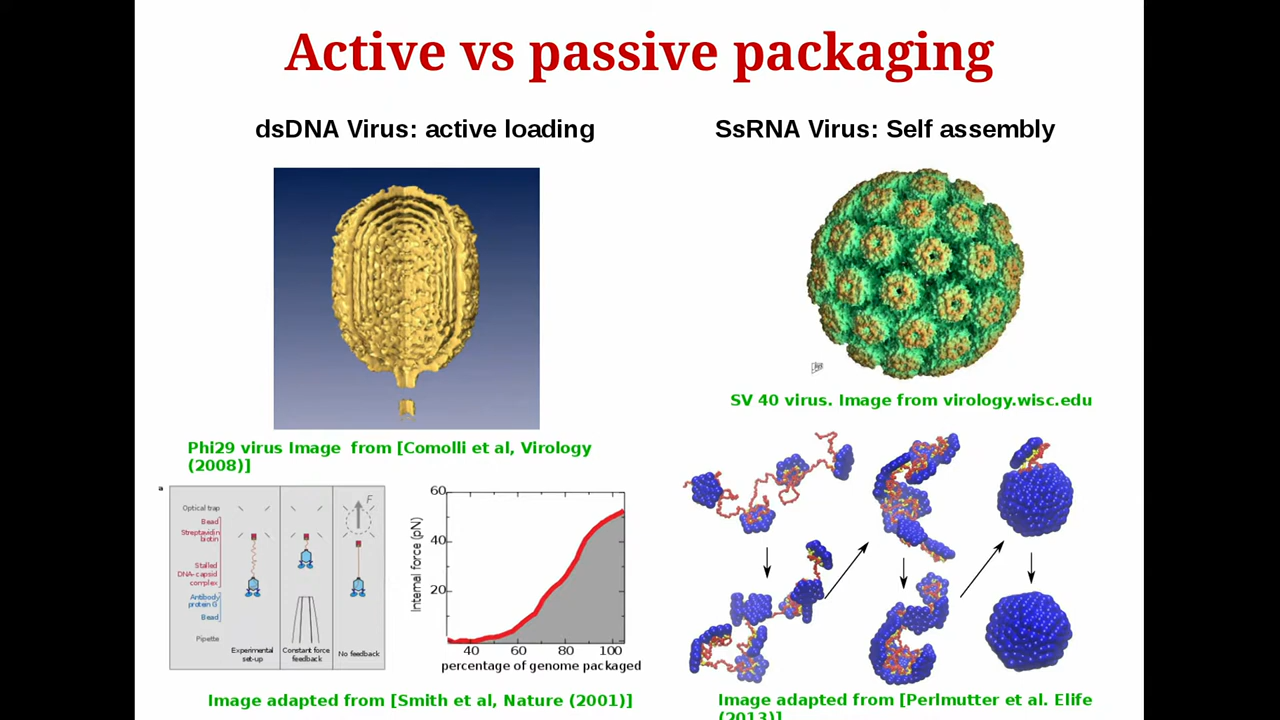 Active vs passive packaging
dsDNA Virus: active loading
SsRNA Virus: Self assembly
SV 40 virus. Image from virology.wisc.edu
Phi29 virus Image from [Comolli et al, Virology
(2008)]
a
Optical trap
Bead
Streptavidin
biotin
Stalled
DNA–capsid
complex
Antibody
protein G
Bead
Pipette
F
Experimental
set-up
Constant force
feedback
No feedback
Internal force (pN)
60
40
20
40 60 80 100
percentage of genome packaged
Image adapted from [Smith et al, Nature (2001)]
Image adapted from [Perlmutter et al. Elife
(2013)]